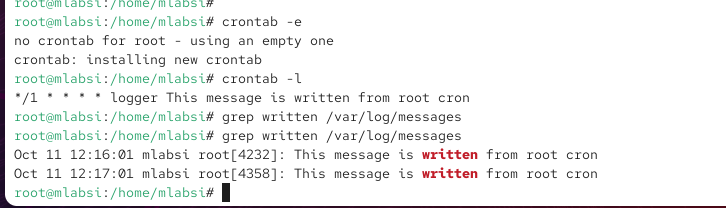 root@mlabsi:/home/mlabsi#
root@mlabsi:/home/mlabsi# crontab -e
no crontab for root - using an empty one
crontab: installing new crontab
root@mlabsi:/home/mlabsi# crontab -l
*/1 * * * * logger This message is written from root cron
root@mlabsi:/home/mlabsi# grep written /var/log/messages
root@mlabsi:/home/mlabsi# grep written /var/log/messages
Oct 11 12:16:01 mlabsi root[4232]: This message is written from root cron
Oct 11 12:17:01 mlabsi root[4358]: This message is written from root cron
root@mlabsi:/home/mlabsi#